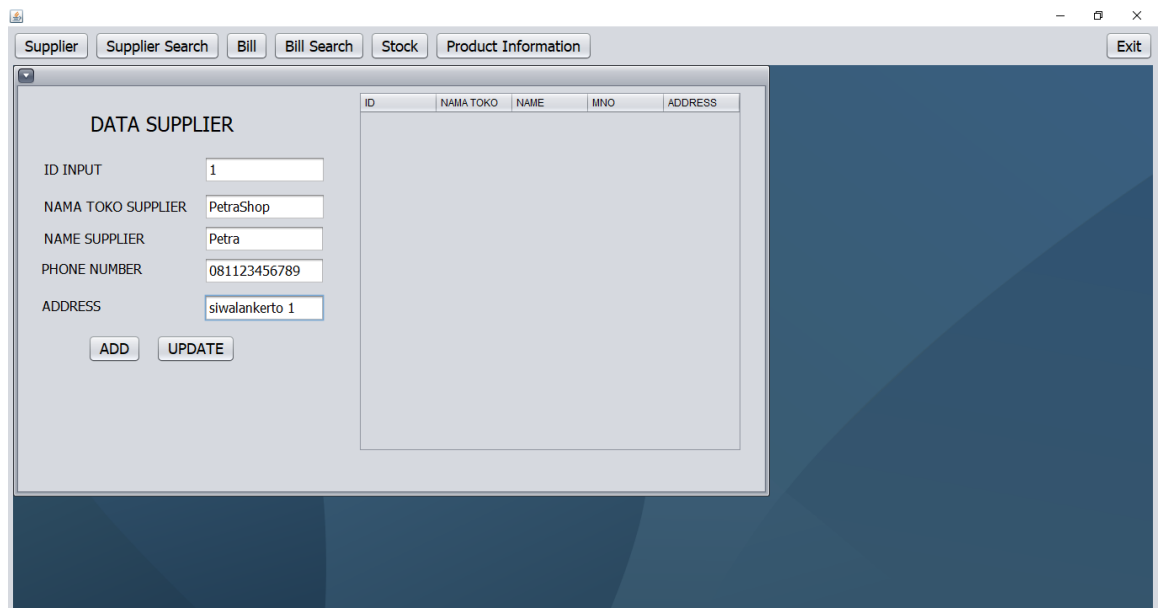 Supplier Supplier Search Bill Bill Search Stock Product Information Exit
DATA SUPPLIER
ID INPUT 1
NAMA TOKO SUPPLIER PetraShop
NAME SUPPLIER Petra
PHONE NUMBER 081123456789
ADDRESS siwalankerto 1
ADD UPDATE
ID NAMA TOKO NAME MNO ADDRESS